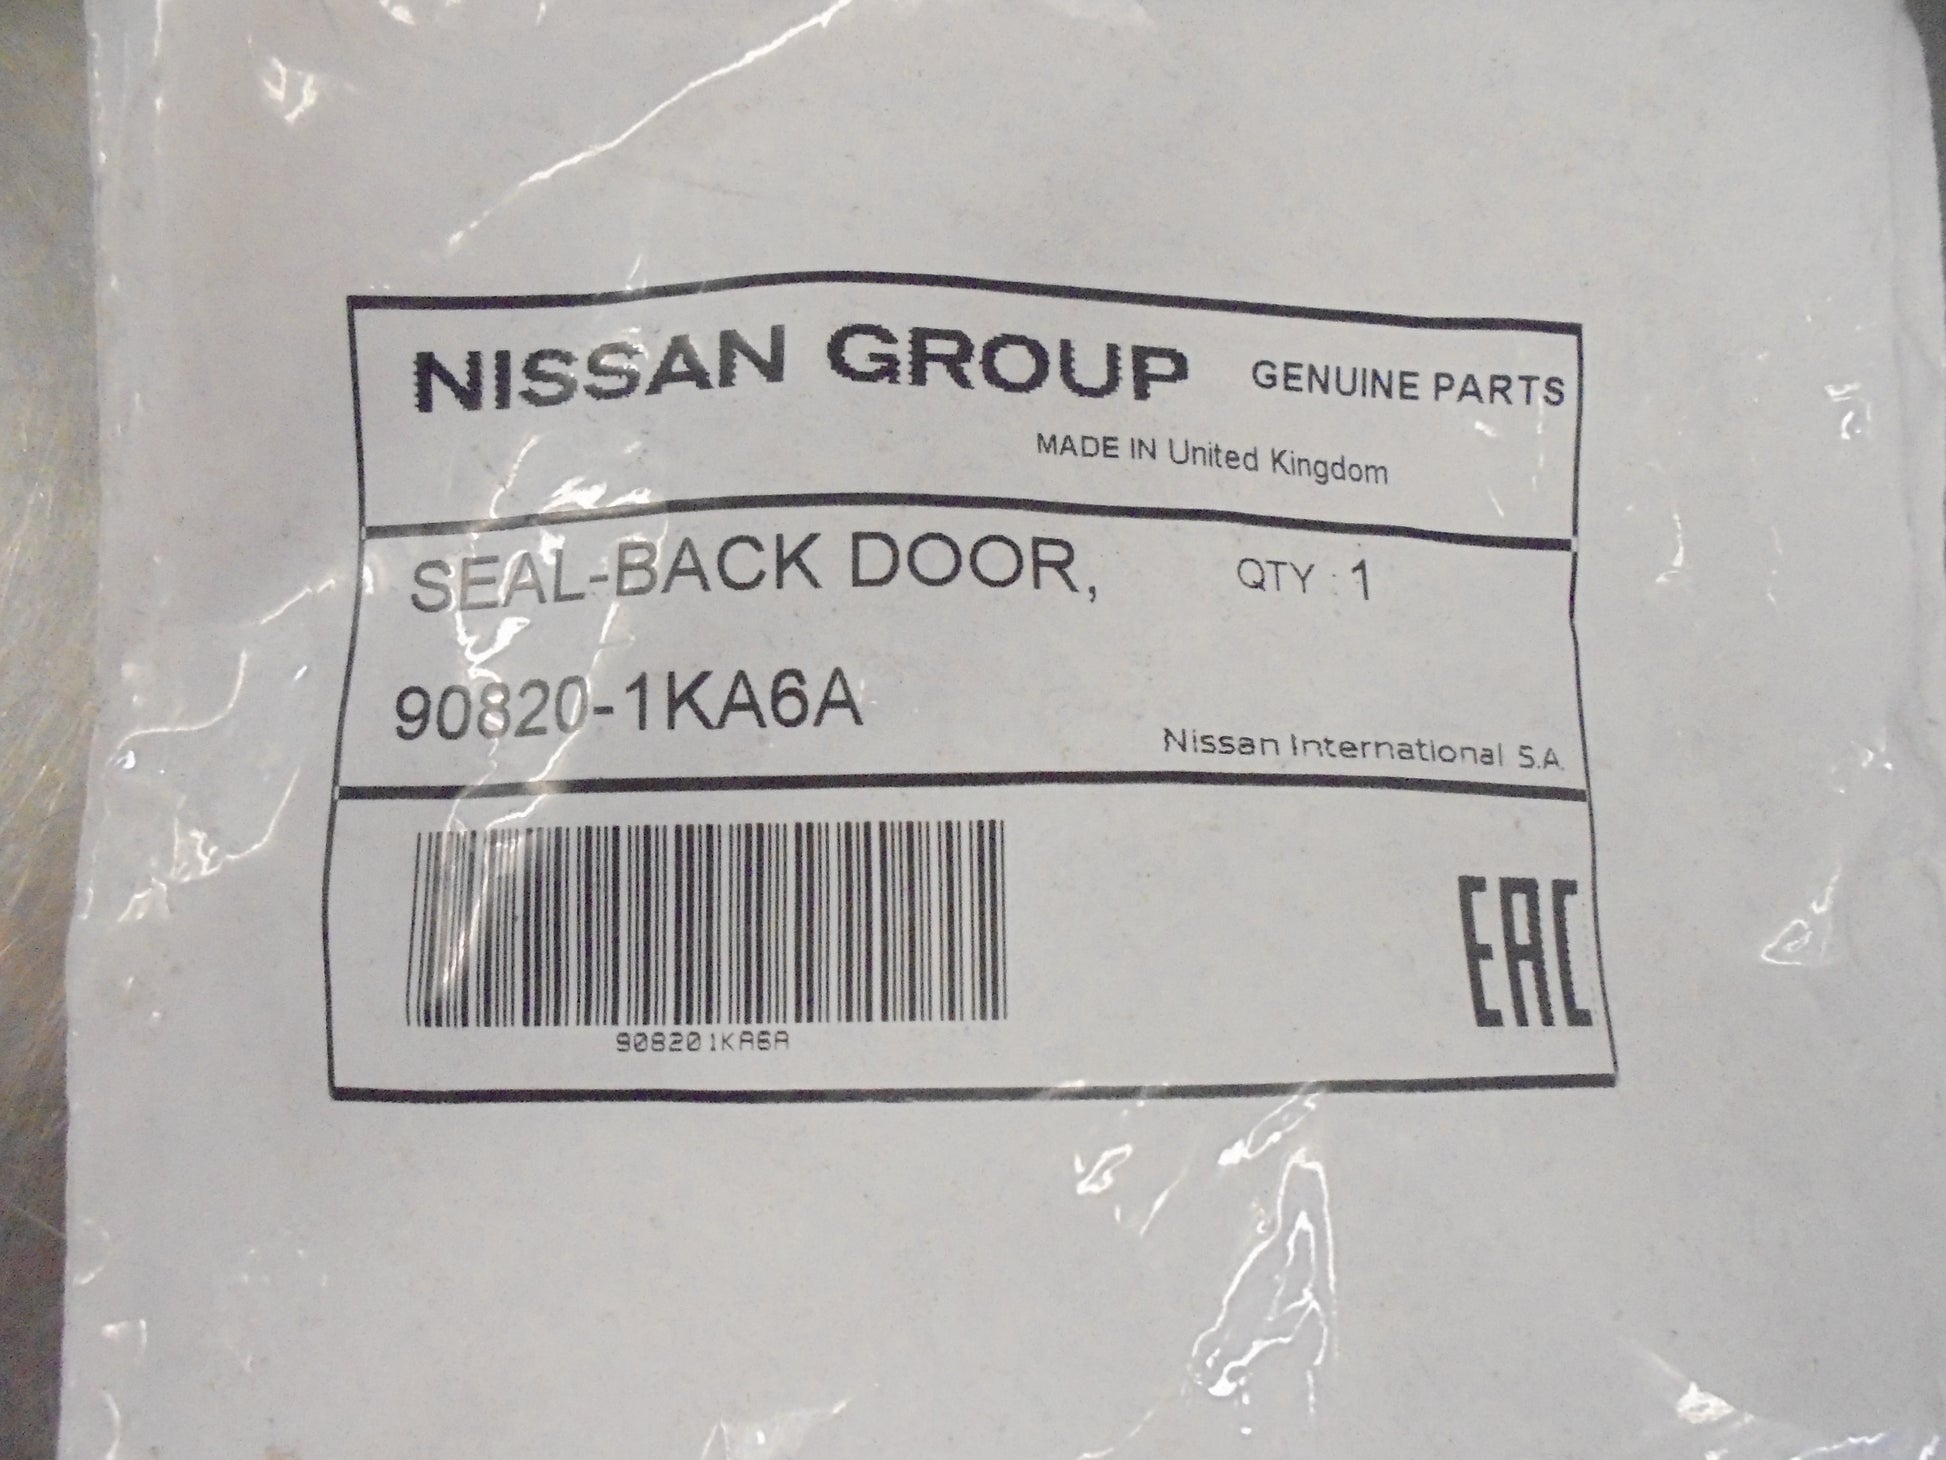 NISSAN GROUP GENUINE PARTS
MADE IN United Kingdom
SEAL-BACK DOOR, QTY : 1
90820-1KA6A
Nissan International S.A.
908201KA6A
EAC